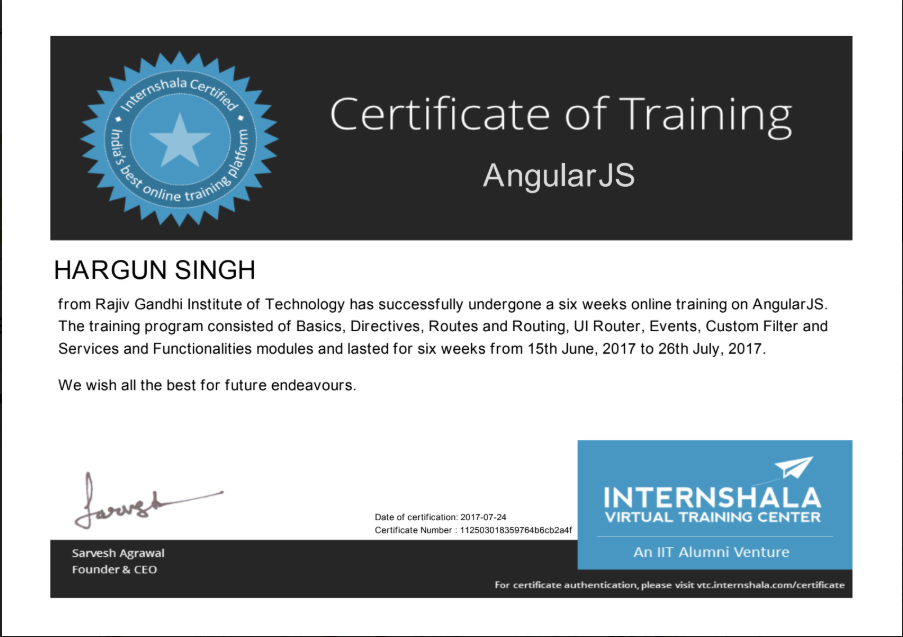 Internshala Certified
India's best online training platform
Certificate of Training
AngularJS
HARGUN SINGH
from Rajiv Gandhi Institute of Technology has successfully undergone a six weeks online training on AngularJS.
The training program consisted of Basics, Directives, Routes and Routing, UI Router, Events, Custom Filter and
Services and Functionalities modules and lasted for six weeks from 15th June, 2017 to 26th July, 2017.
We wish all the best for future endeavours.
Sarvesh
Date of certification: 2017-07-24
Certificate Number : 112503018359764b6cb2a4f
Sarvesh Agrawal
Founder & CEO
INTERNSHALA
VIRTUAL TRAINING CENTER
An IIT Alumni Venture
For certificate authentication, please visit vtc.internshala.com/certificate